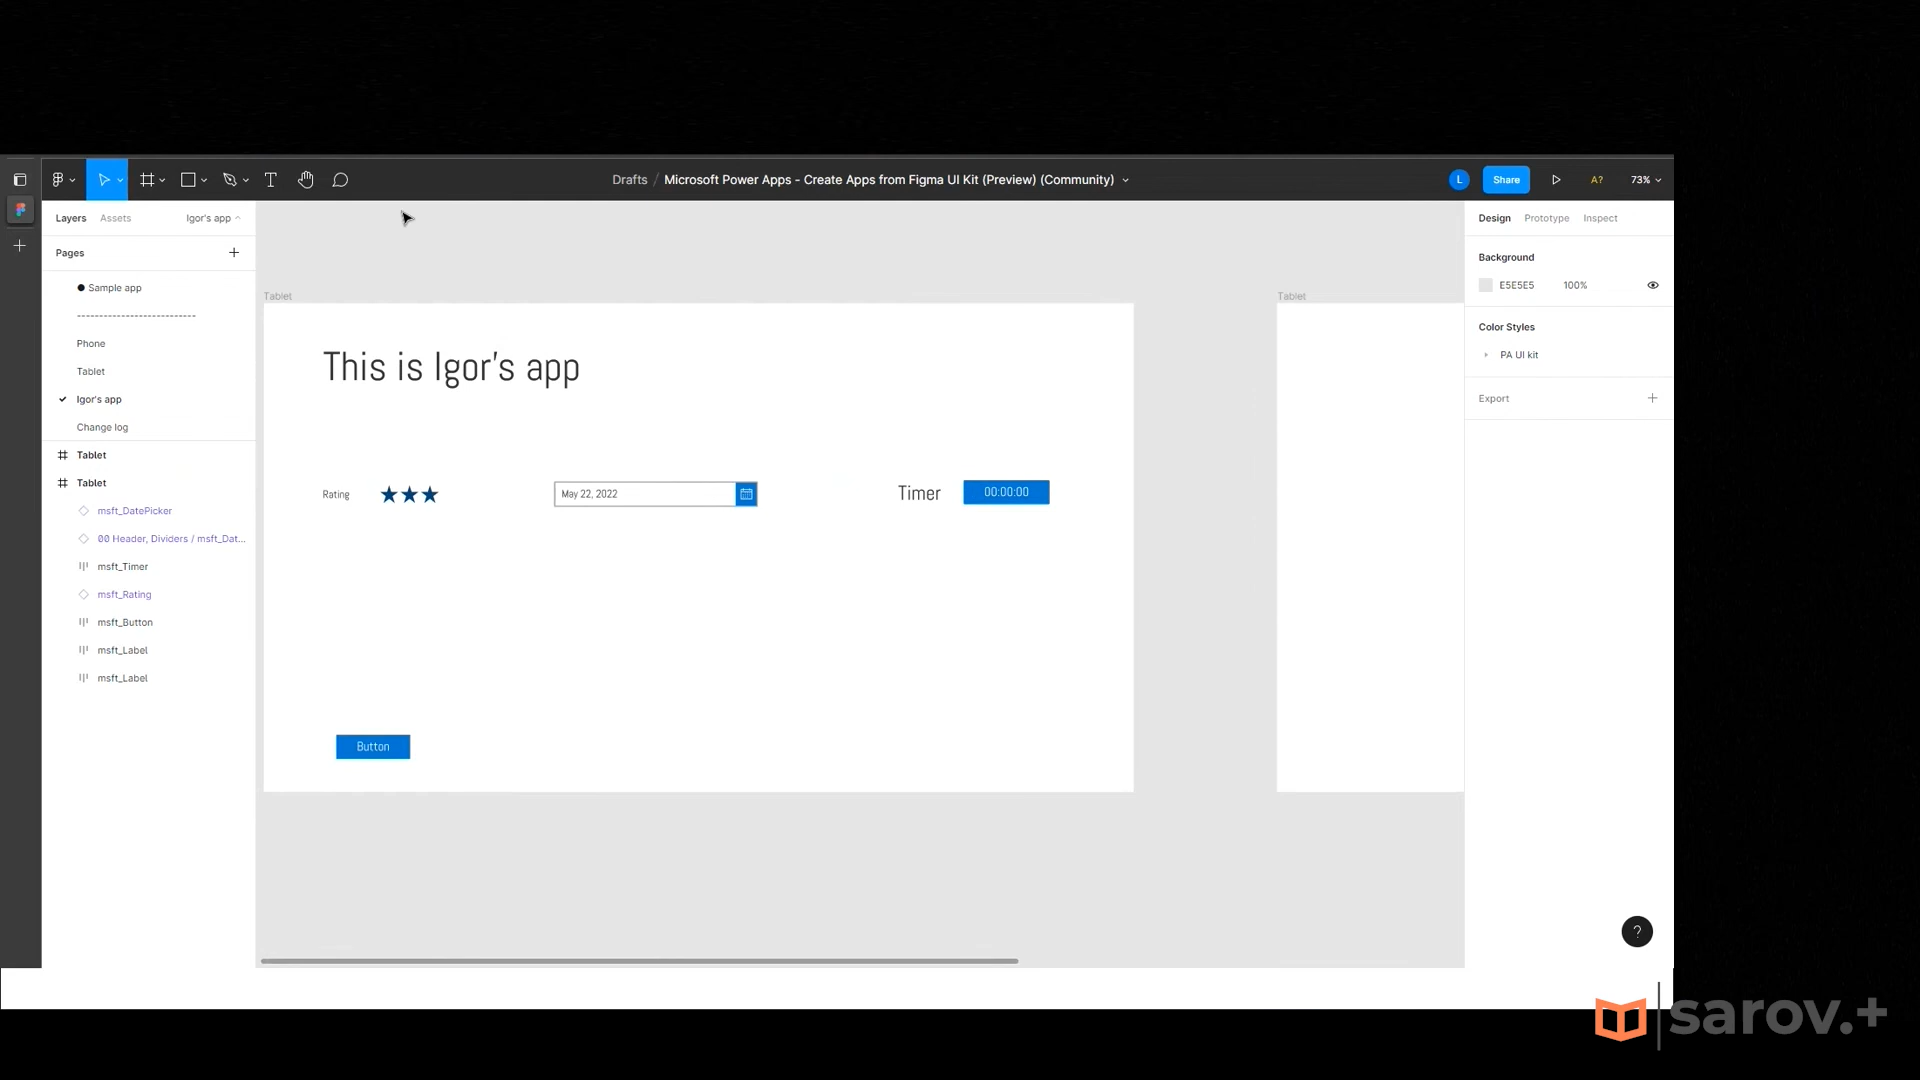 Drafts / Microsoft Power Apps - Create Apps from Figma UI Kit (Preview) (Community)
L
Share
A?
73%
Layers
Assets
Igor's app
Pages
Sample app
---------------------------
Phone
Tablet
Igor's app
Change log
Tablet
Tablet
msft_DatePicker
00 Header, Dividers / msft_Dat...
msft_Timer
msft_Rating
msft_Button
msft_Label
msft_Label
Tablet
Tablet
This is Igor's app
Rating
May 22, 2022
Timer
00:00:00
Button
Design
Prototype
Inspect
Background
E5E5E5
100%
Color Styles
PA UI kit
Export
?
sarov.+